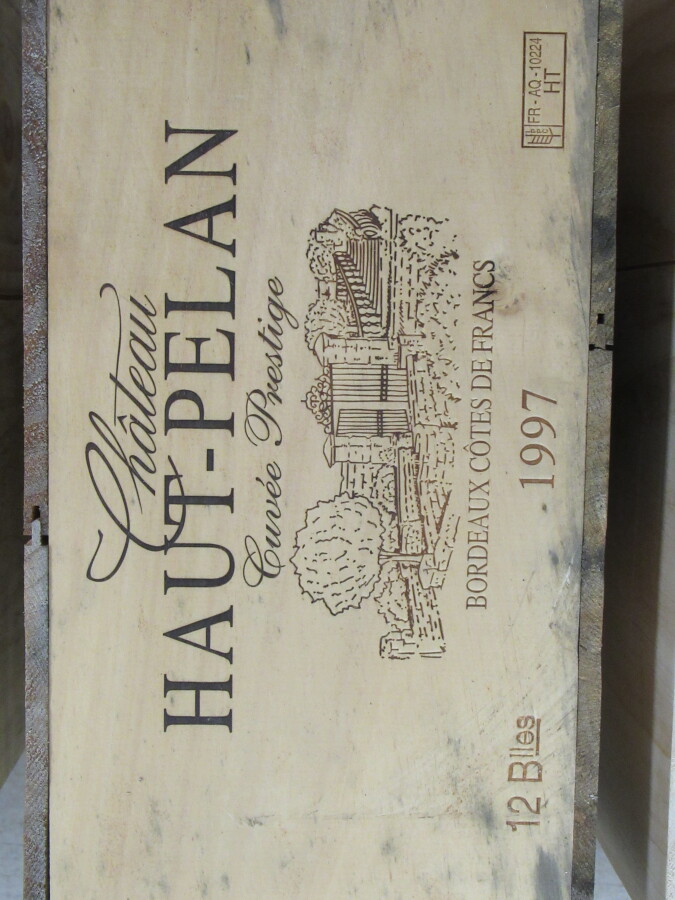 Château
HAUT-PELAN
Cuvée Prestige
BORDEAUX CÔTES DE FRANCS
1997
12 Blles
FR - AQ - 10224
HT